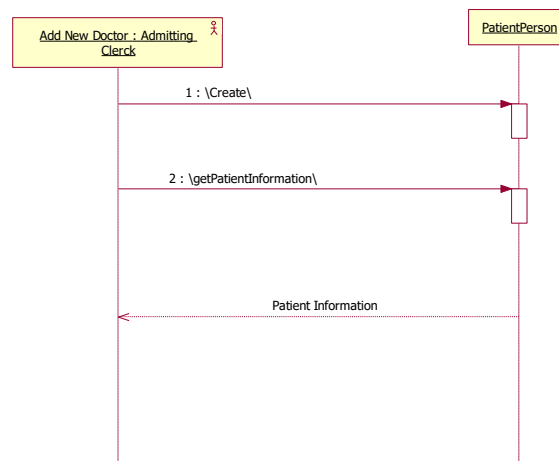 Add New Doctor : Admitting
Clerck
PatientPerson
1 : \Create\
2 : \getPatientInformation\
Patient Information